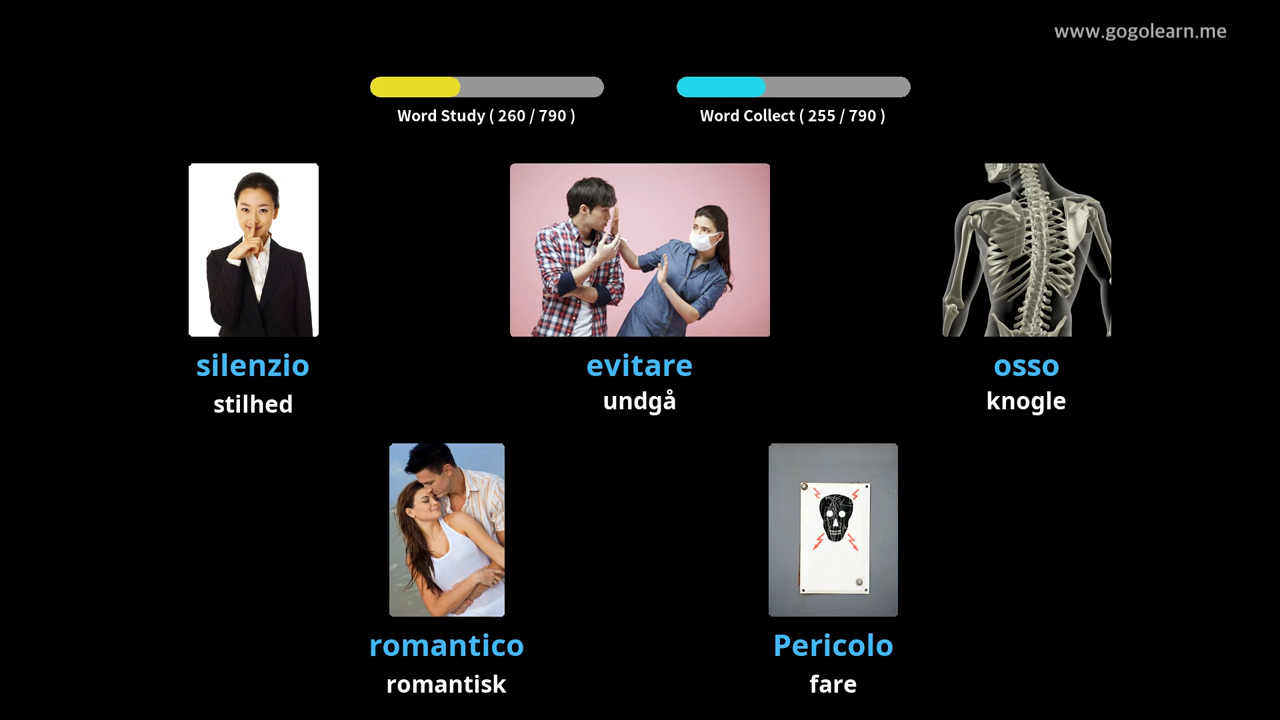 www.gogolearn.me
Word Study ( 260 / 790 )
Word Collect ( 255 / 790 )
silenzio
stilhed
evitare
undgå
osso
knogle
romantico
romantisk
Pericolo
fare